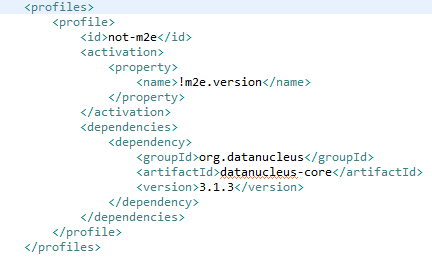 <profiles>
<profile>
<id>not-m2e</id>
<activation>
<property>
<name>!m2e.version</name>
</property>
</activation>
<dependencies>
<dependency>
<groupId>org.datanucleus</groupId>
<artifactId>datanucleus-core</artifactId>
<version>3.1.3</version>
</dependency>
</dependencies>
</profile>
</profiles>